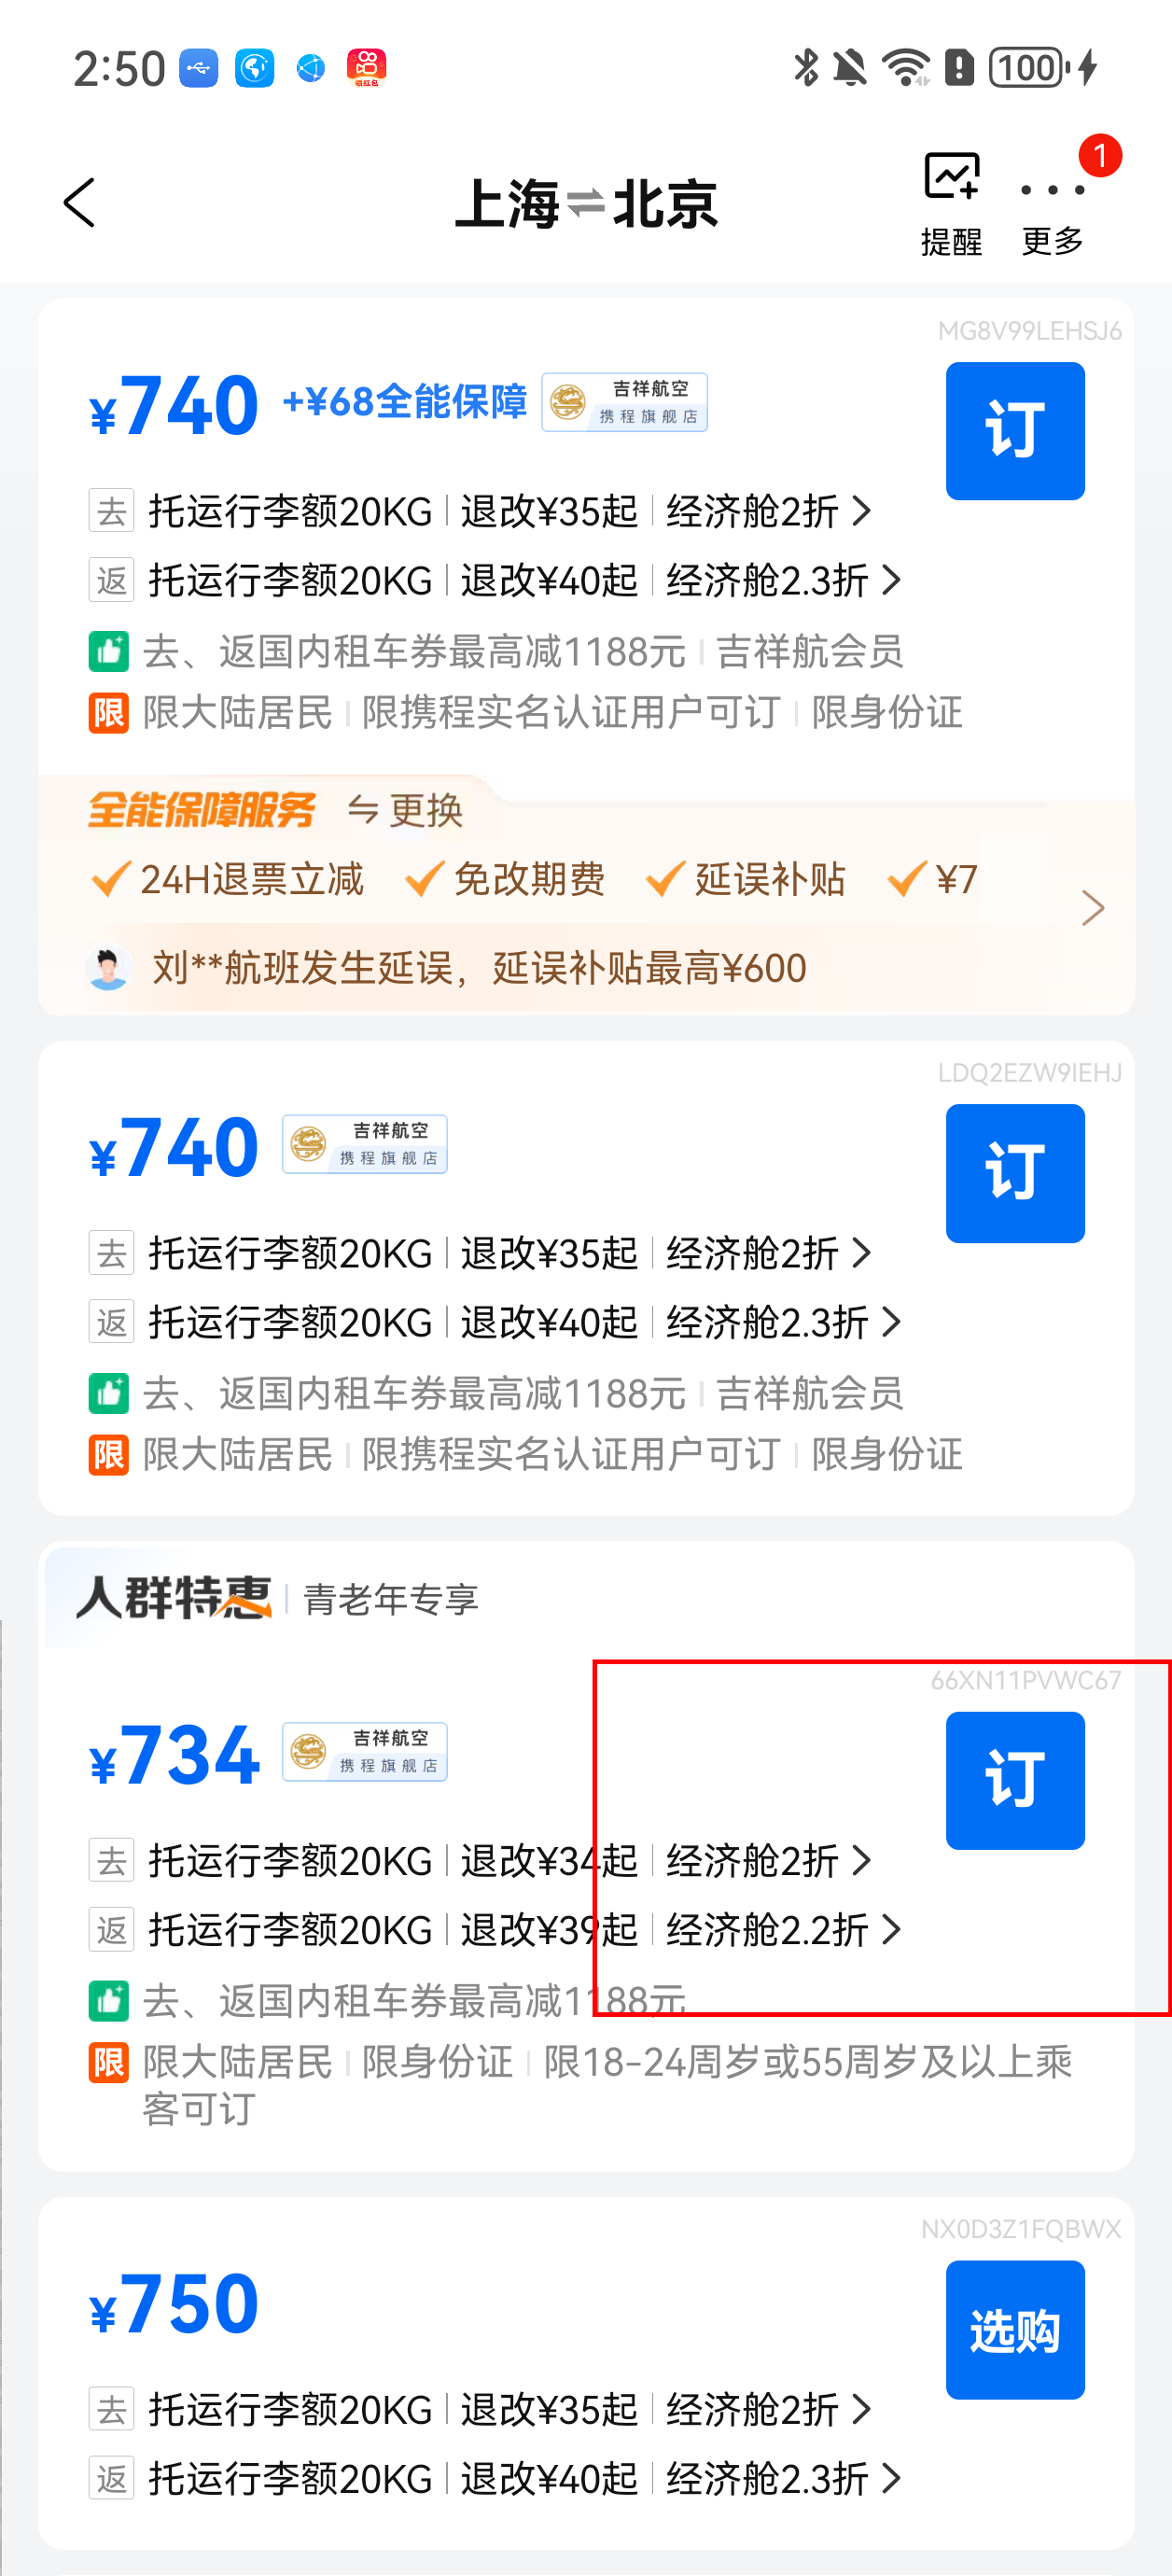 2:50
领红包
100
上海⇌北京
提醒
更多
1
MG8V99LEHSJ6
¥740 +¥68全能保障 吉祥航空 携程旗舰店
订
去 托运行李额20KG 退改¥35起 经济舱2折 >
返 托运行李额20KG 退改¥40起 经济舱2.3折 >
去、返国内租车券最高减1188元 吉祥航会员
限 限大陆居民 限携程实名认证用户可订 限身份证
全能保障服务 ⇋更换
24H退票立减 免改期费 延误补贴 ¥7
刘**航班发生延误，延误补贴最高¥600
LDQ2EZW9IEHJ
¥740 吉祥航空 携程旗舰店
订
去 托运行李额20KG 退改¥35起 经济舱2折 >
返 托运行李额20KG 退改¥40起 经济舱2.3折 >
去、返国内租车券最高减1188元 吉祥航会员
限 限大陆居民 限携程实名认证用户可订 限身份证
人群特惠 青老年专享
66XN11PVWC67
¥734 吉祥航空 携程旗舰店
订
去 托运行李额20KG 退改¥34起 经济舱2折 >
返 托运行李额20KG 退改¥39起 经济舱2.2折 >
去、返国内租车券最高减1188元
限 限大陆居民 限身份证 限18-24周岁或55周岁及以上乘
客可订
NX0D3Z1FQBWX
¥750
选购
去 托运行李额20KG 退改¥35起 经济舱2折 >
返 托运行李额20KG 退改¥40起 经济舱2.3折 >